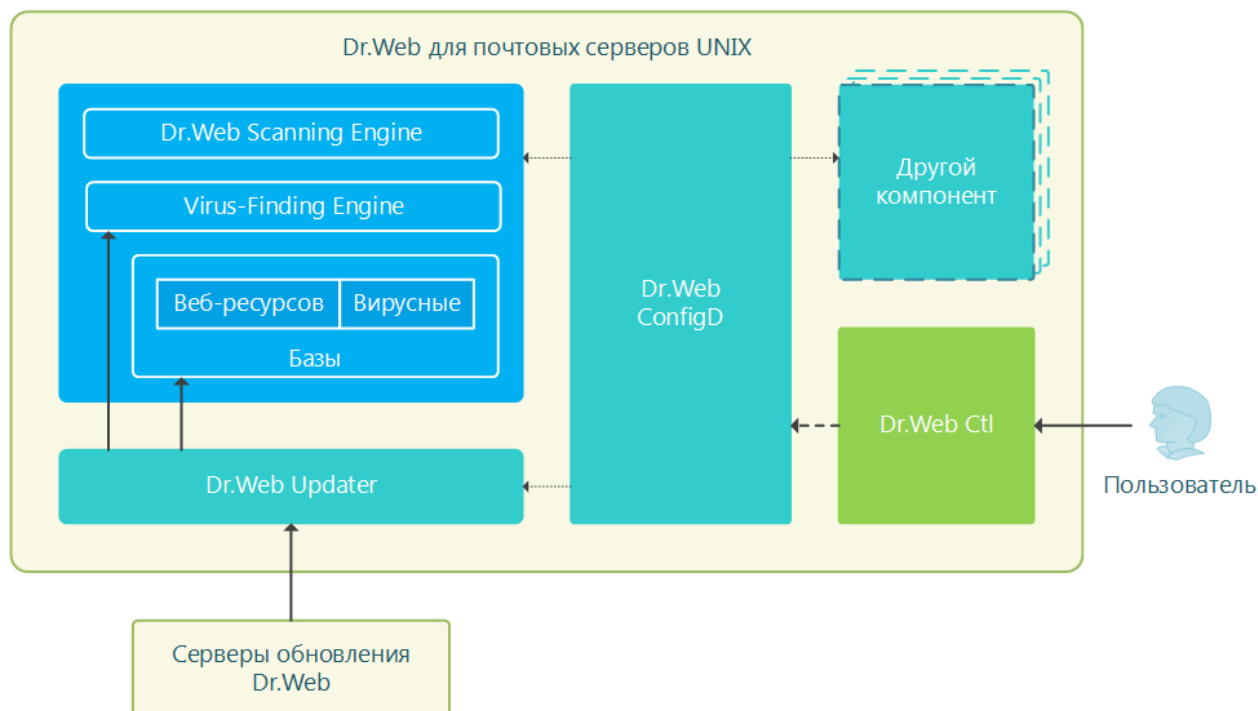 Dr.Web для почтовых серверов UNIX
Dr.Web Scanning Engine
Virus-Finding Engine
Веб-ресурсов
Вирусные
Базы
Dr.Web Updater
Dr.Web
ConfigD
Другой
компонент
Dr.Web Ctl
Пользователь
Серверы обновления
Dr.Web